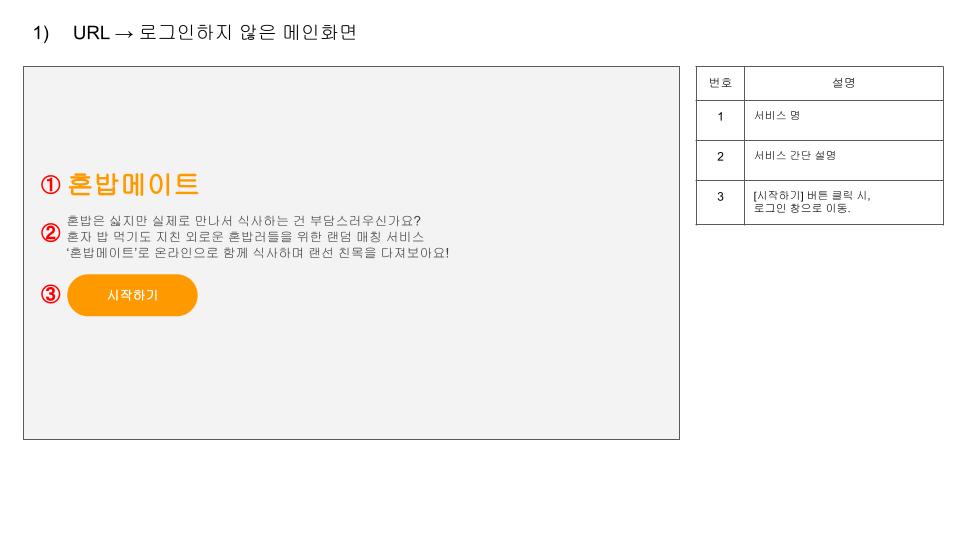 1) URL → 로그인하지 않은 메인화면
① 혼밥메이트
② 혼밥은 싫지만 실제로 만나서 식사하는 건 부담스러우신가요?
혼자 밥 먹기도 지친 외로운 혼밥러들을 위한 랜덤 매칭 서비스
‘혼밥메이트’로 온라인으로 함께 식사하며 랜선 친목을 다져보아요!
③ 시작하기
번호 설명
1 서비스 명
2 서비스 간단 설명
3 [시작하기] 버튼 클릭 시,
로그인 창으로 이동.